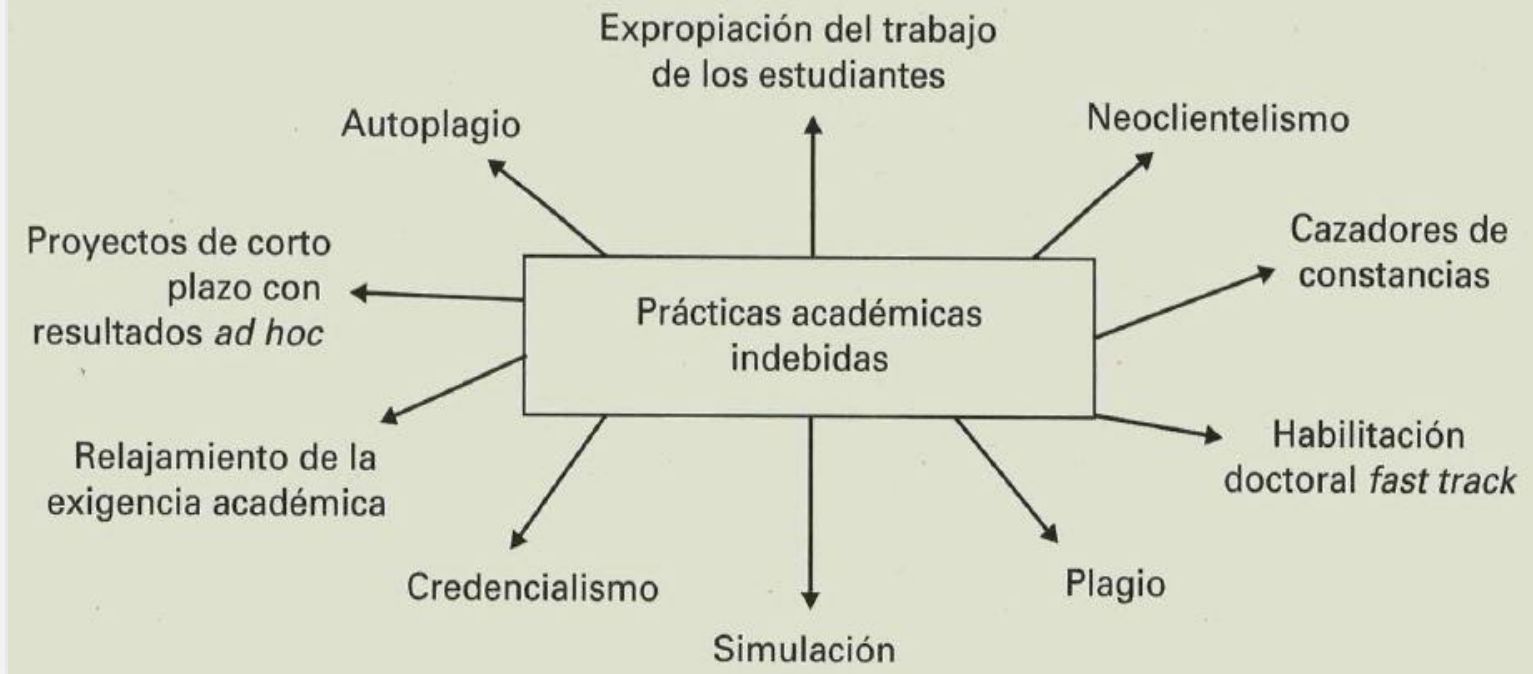 Expropiación del trabajo
de los estudiantes
Autoplagio
Neoclientelismo
Proyectos de corto
plazo con
resultados ad hoc
Cazadores de
constancias
Prácticas académicas
indebidas
Relajamiento de la
exigencia académica
Habilitación
doctoral fast track
Credencialismo
Plagio
Simulación